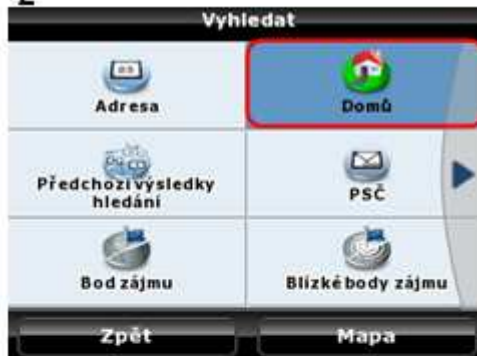 Vyhledat
Adresa
Domů
Předchozí výsledky
hledání
PSČ
Bod zájmu
Blízké body zájmu
Zpět
Mapa